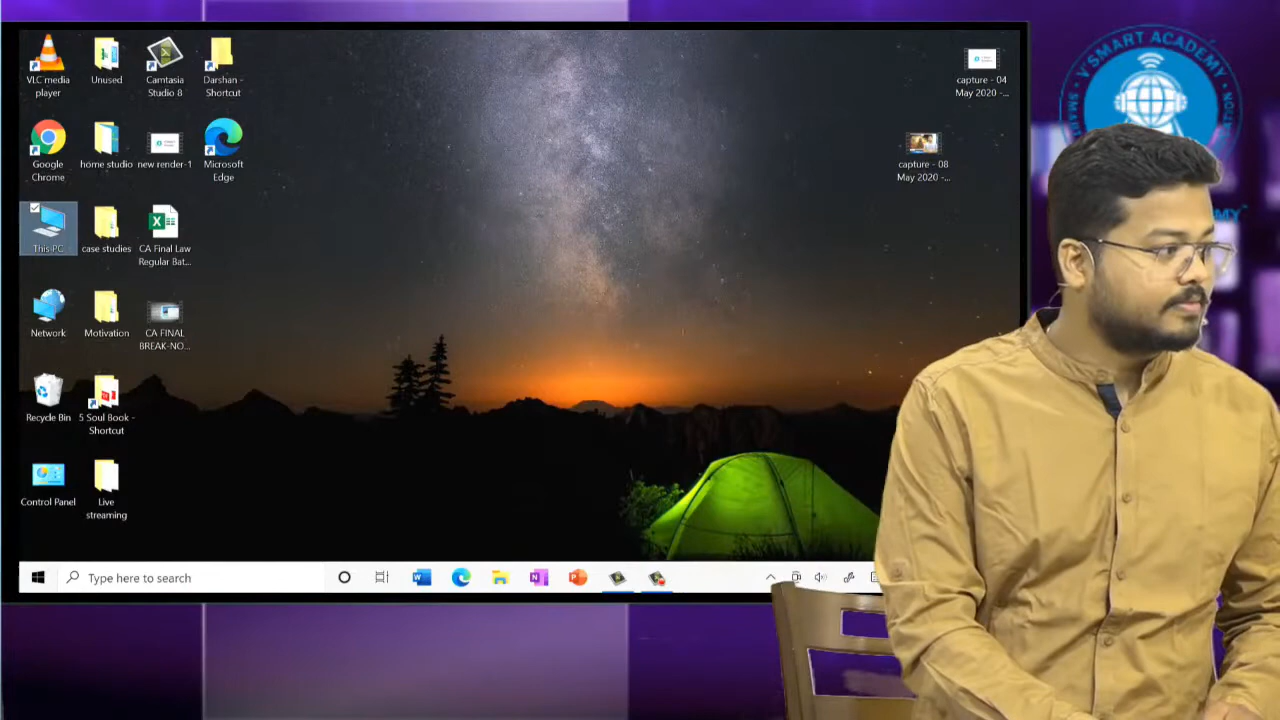 VLC media
player
Unused
Camtasia
Studio 8
Darshan -
Shortcut
capture - 04
May 2020 -...
V'SMART ACADEMY
Google
Chrome
home studio
new render-1
Microsoft
Edge
capture - 08
May 2020 -...
This PC
case studies
CA Final Law
Regular Bat...
Network
Motivation
CA FINAL
BREAK-NO...
Recycle Bin
5 Soul Book -
Shortcut
Control Panel
Live
streaming
Type here to search